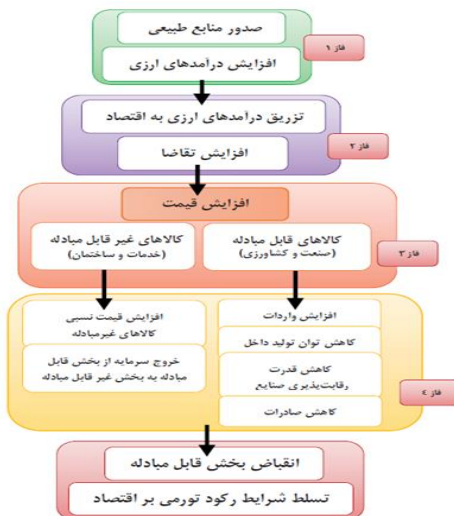 صدور منابع طبیعی
فاز ۱
افزایش درآمدهای ارزی
تزریق درآمدهای ارزی به اقتصاد
فاز ۲
افزایش تقاضا
افزایش قیمت
کالاهای قابل مبادله
(صنعت و کشاورزی)
کالاهای غیر قابل مبادله
(خدمات و ساختمان)
فاز ۳
افزایش واردات
کاهش توان تولید داخل
کاهش قدرت
رقابت‌پذیری صنایع
کاهش صادرات
افزایش قیمت نسبی
کالاهای غیرمبادله
خروج سرمایه از بخش قابل
مبادله به بخش غیر قابل مبادله
فاز ٤
انقباض بخش قابل مبادله
تسلط شرایط رکود تورمی بر اقتصاد